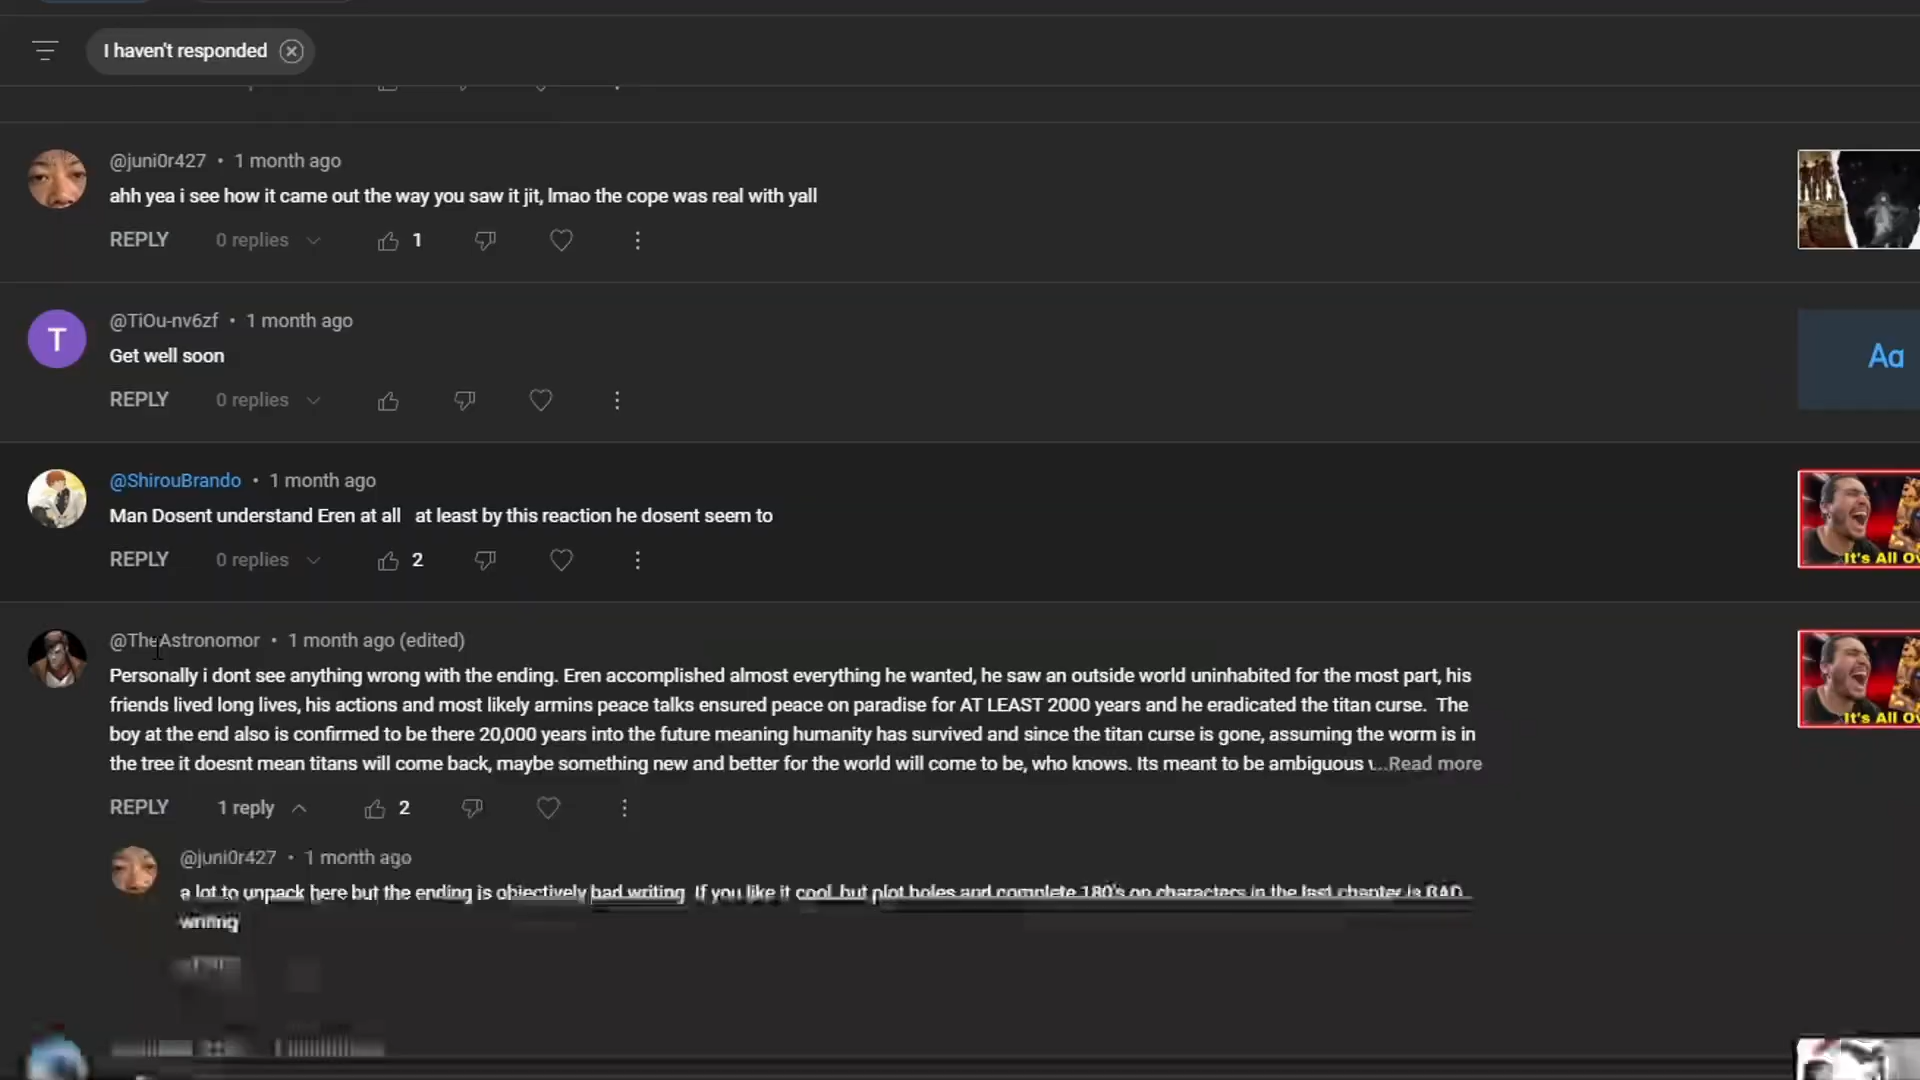 I haven't responded
@juni0r427 • 1 month ago
ahh yea i see how it came out the way you saw it jit, lmao the cope was real with yall
REPLY 0 replies 1
T
@TiOu-nv6zf • 1 month ago
Get well soon
REPLY 0 replies
Aa
@ShirouBrando • 1 month ago
Man Dosent understand Eren at all at least by this reaction he dosent seem to
REPLY 0 replies 2
It's All Ov
@TheAstronomor • 1 month ago (edited)
Personally i dont see anything wrong with the ending. Eren accomplished almost everything he wanted, he saw an outside world uninhabited for the most part, his
friends lived long lives, his actions and most likely armins peace talks ensured peace on paradise for AT LEAST 2000 years and he eradicated the titan curse. The
boy at the end also is confirmed to be there 20,000 years into the future meaning humanity has survived and since the titan curse is gone, assuming the worm is in
the tree it doesnt mean titans will come back, maybe something new and better for the world will come to be, who knows. Its meant to be ambiguous ...Read more
It's All Ov
REPLY 1 reply 2
@juni0r427 • 1 month ago
a lot to unpack here but the ending is objectively bad writing. If you like it cool, but plot holes and complete 180's on characters in the last chapter is BAD
writing